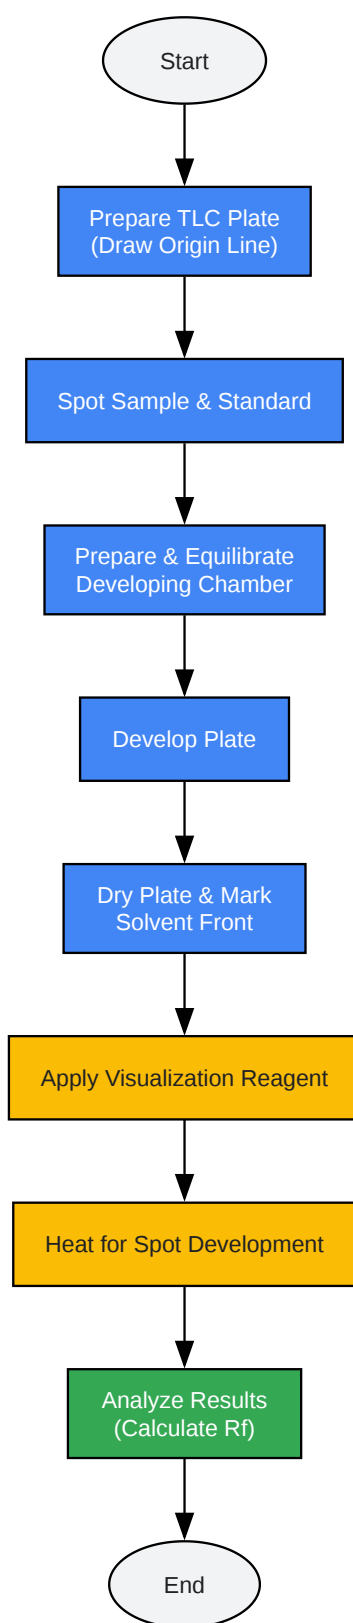 Start
Prepare TLC Plate
(Draw Origin Line)
Spot Sample & Standard
Prepare & Equilibrate
Developing Chamber
Develop Plate
Dry Plate & Mark
Solvent Front
Apply Visualization Reagent
Heat for Spot Development
Analyze Results
(Calculate Rf)
End